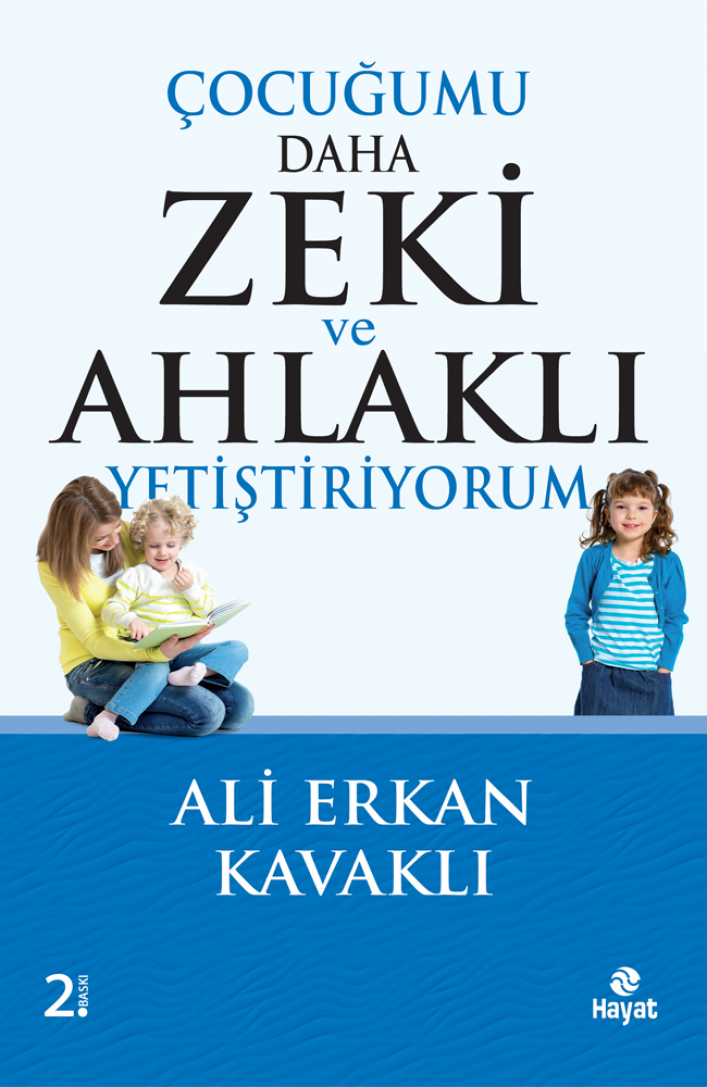 ÇOCUĞUMU
DAHA
ZEKİ
ve
AHLAKLI
YETİŞTİRİYORUM
ALİ ERKAN
KAVAKLI
2.BASKI
Hayat